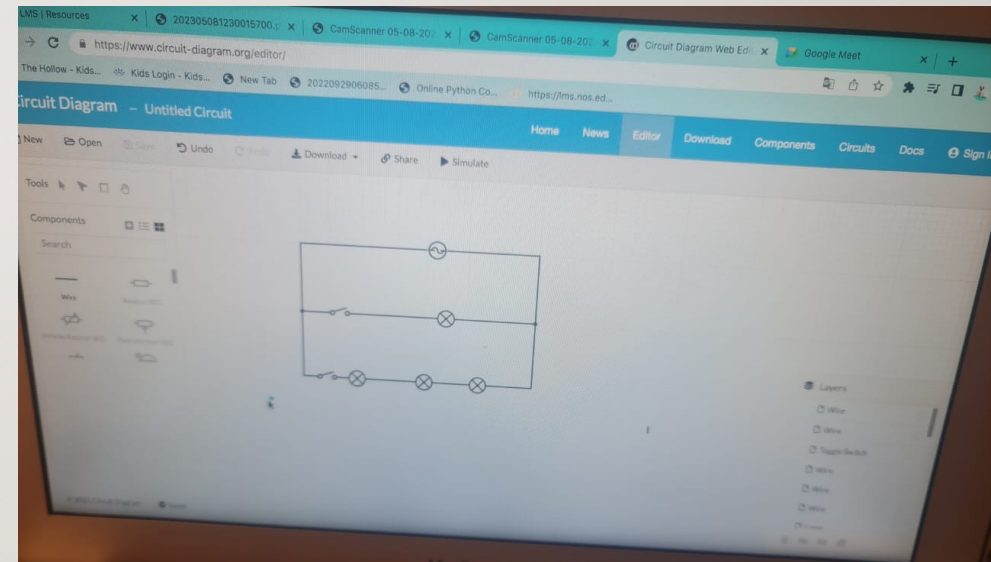 LMS | Resources
202305081230015700.
CamScanner 05-08-202
CamScanner 05-08-202
Circuit Diagram Web Edi
Google Meet
https://www.circuit-diagram.org/editor/
The Hollow - Kids...
Kids Login - Kids...
New Tab
2022092906085...
Online Python Co...
https://lms.nos.ed...
Circuit Diagram – Untitled Circuit
Home
News
Editor
Download
Components
Circuits
Docs
Sign
New
Open
Save
Undo
Download
Share
Simulate
Tools
Components
Search
Wire
Layers
Wire
Wire
Toggle Switch
Wire
Wire
Wire